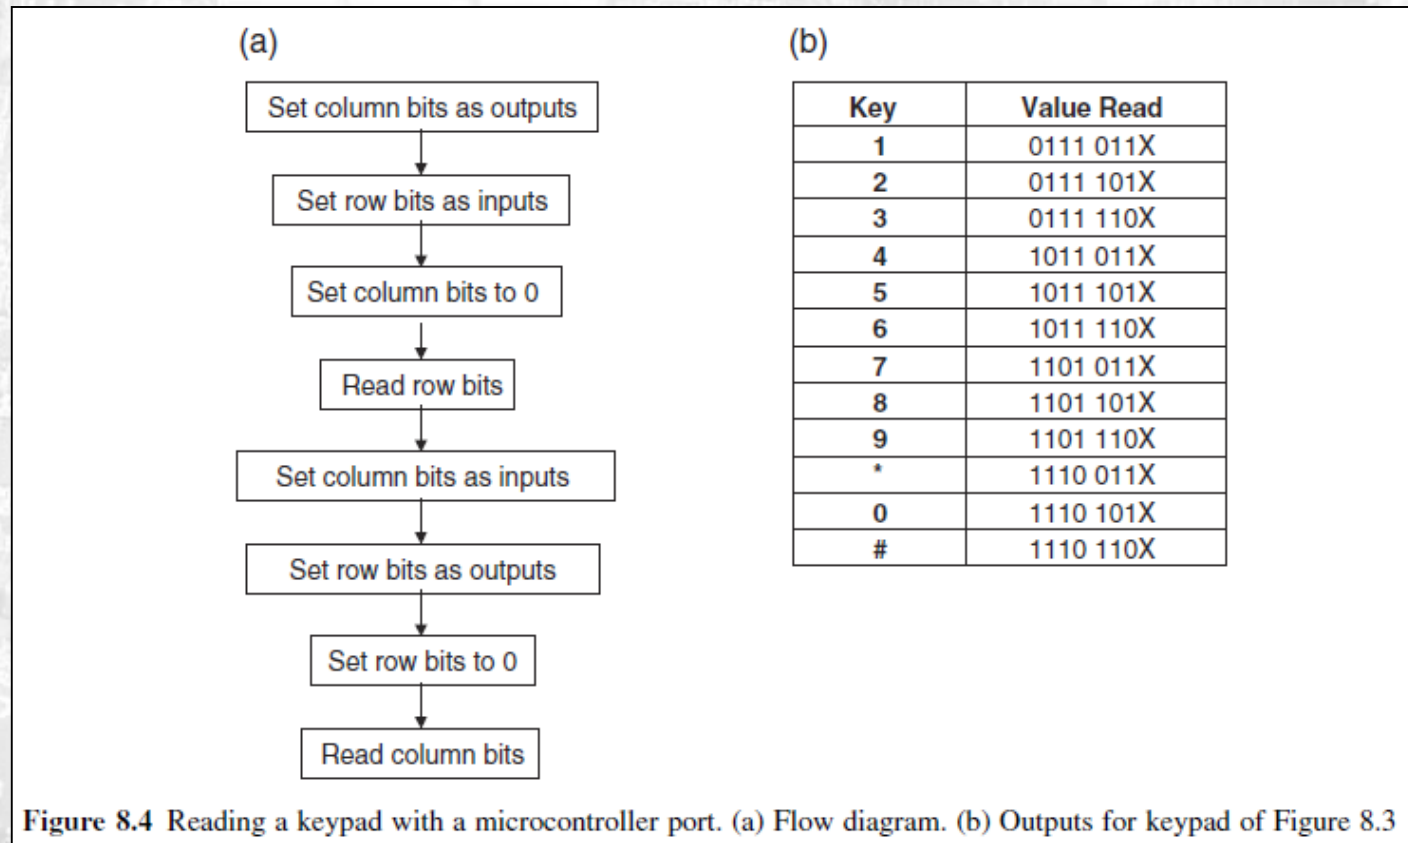 (a)
Set column bits as outputs
Set row bits as inputs
Set column bits to 0
Read row bits
Set column bits as inputs
Set row bits as outputs
Set row bits to 0
Read column bits
(b)
Key Value Read
1 0111 011X
2 0111 101X
3 0111 110X
4 1011 011X
5 1011 101X
6 1011 110X
7 1101 011X
8 1101 101X
9 1101 110X
* 1110 011X
0 1110 101X
# 1110 110X
Figure 8.4 Reading a keypad with a microcontroller port. (a) Flow diagram. (b) Outputs for keypad of Figure 8.3